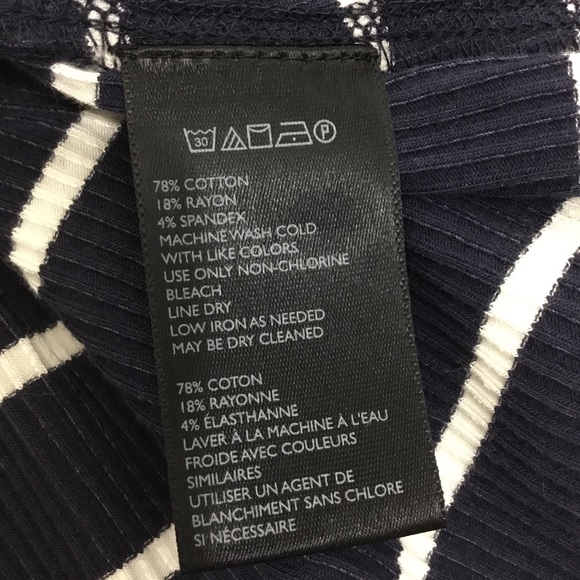 30 P
78% COTTON
18% RAYON
4% SPANDEX
MACHINE WASH COLD
WITH LIKE COLORS
USE ONLY NON-CHLORINE
BLEACH
LINE DRY
LOW IRON AS NEEDED
MAY BE DRY CLEANED
78% COTON
18% RAYONNE
4% ÉLASTHANNE
LAVER À LA MACHINE À L'EAU
FROIDE AVEC COULEURS
SIMILAIRES
UTILISER UN AGENT DE
BLANCHIMENT SANS CHLORE
SI NÉCESSAIRE